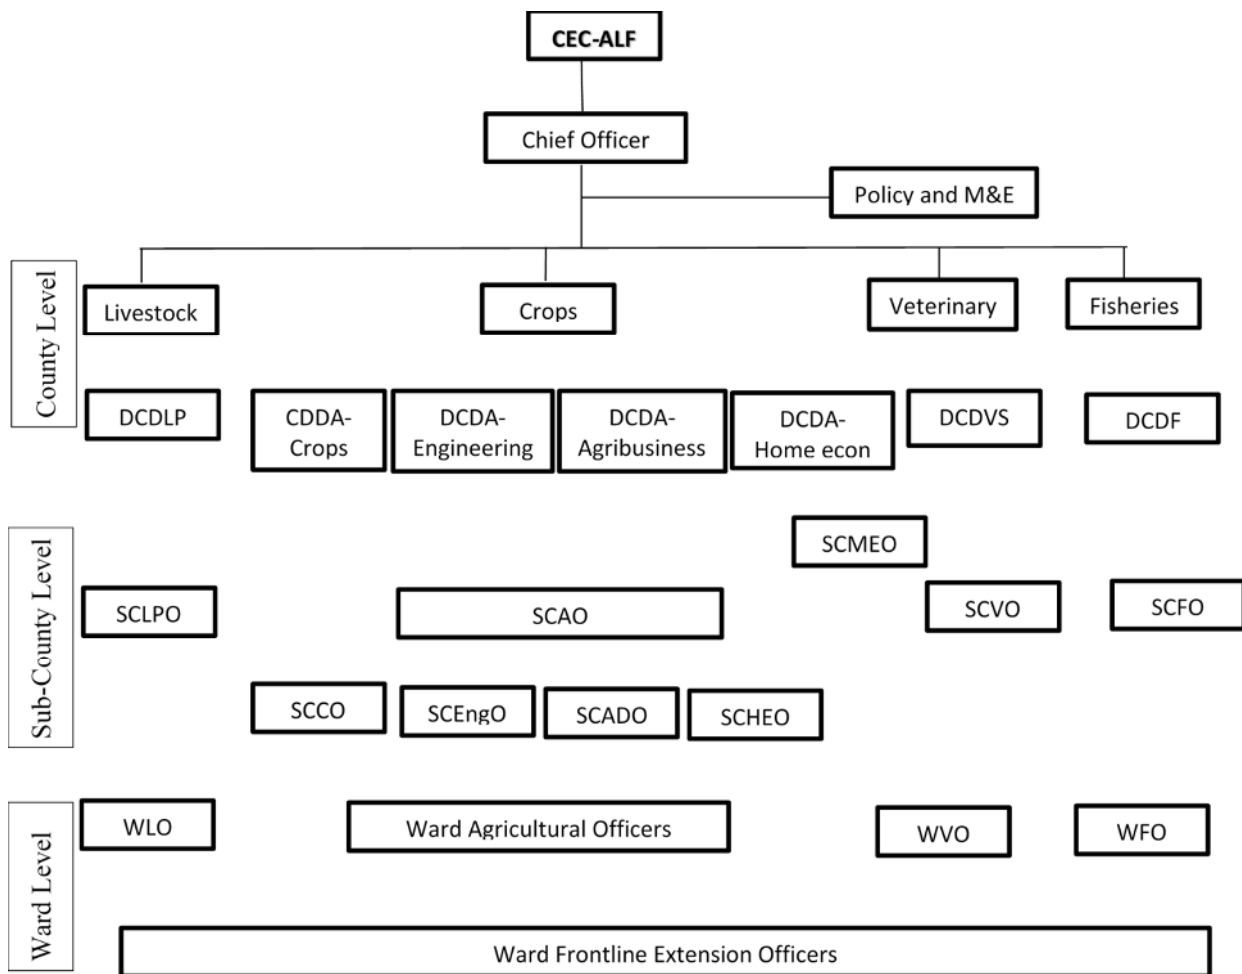 CEC-ALF
Chief Officer
Policy and M&E
County Level
Livestock
Crops
Veterinary
Fisheries
DCDLP
CDDA-
Crops
DCDA-
Engineering
DCDA-
Agribusiness
DCDA-
Home econ
DCDVS
DCDF
Sub-County Level
SCMEO
SCLPO
SCAO
SCVO
SCFO
SCCO
SCEngO
SCADO
SCHEO
Ward Level
WLO
Ward Agricultural Officers
WVO
WFO
Ward Frontline Extension Officers